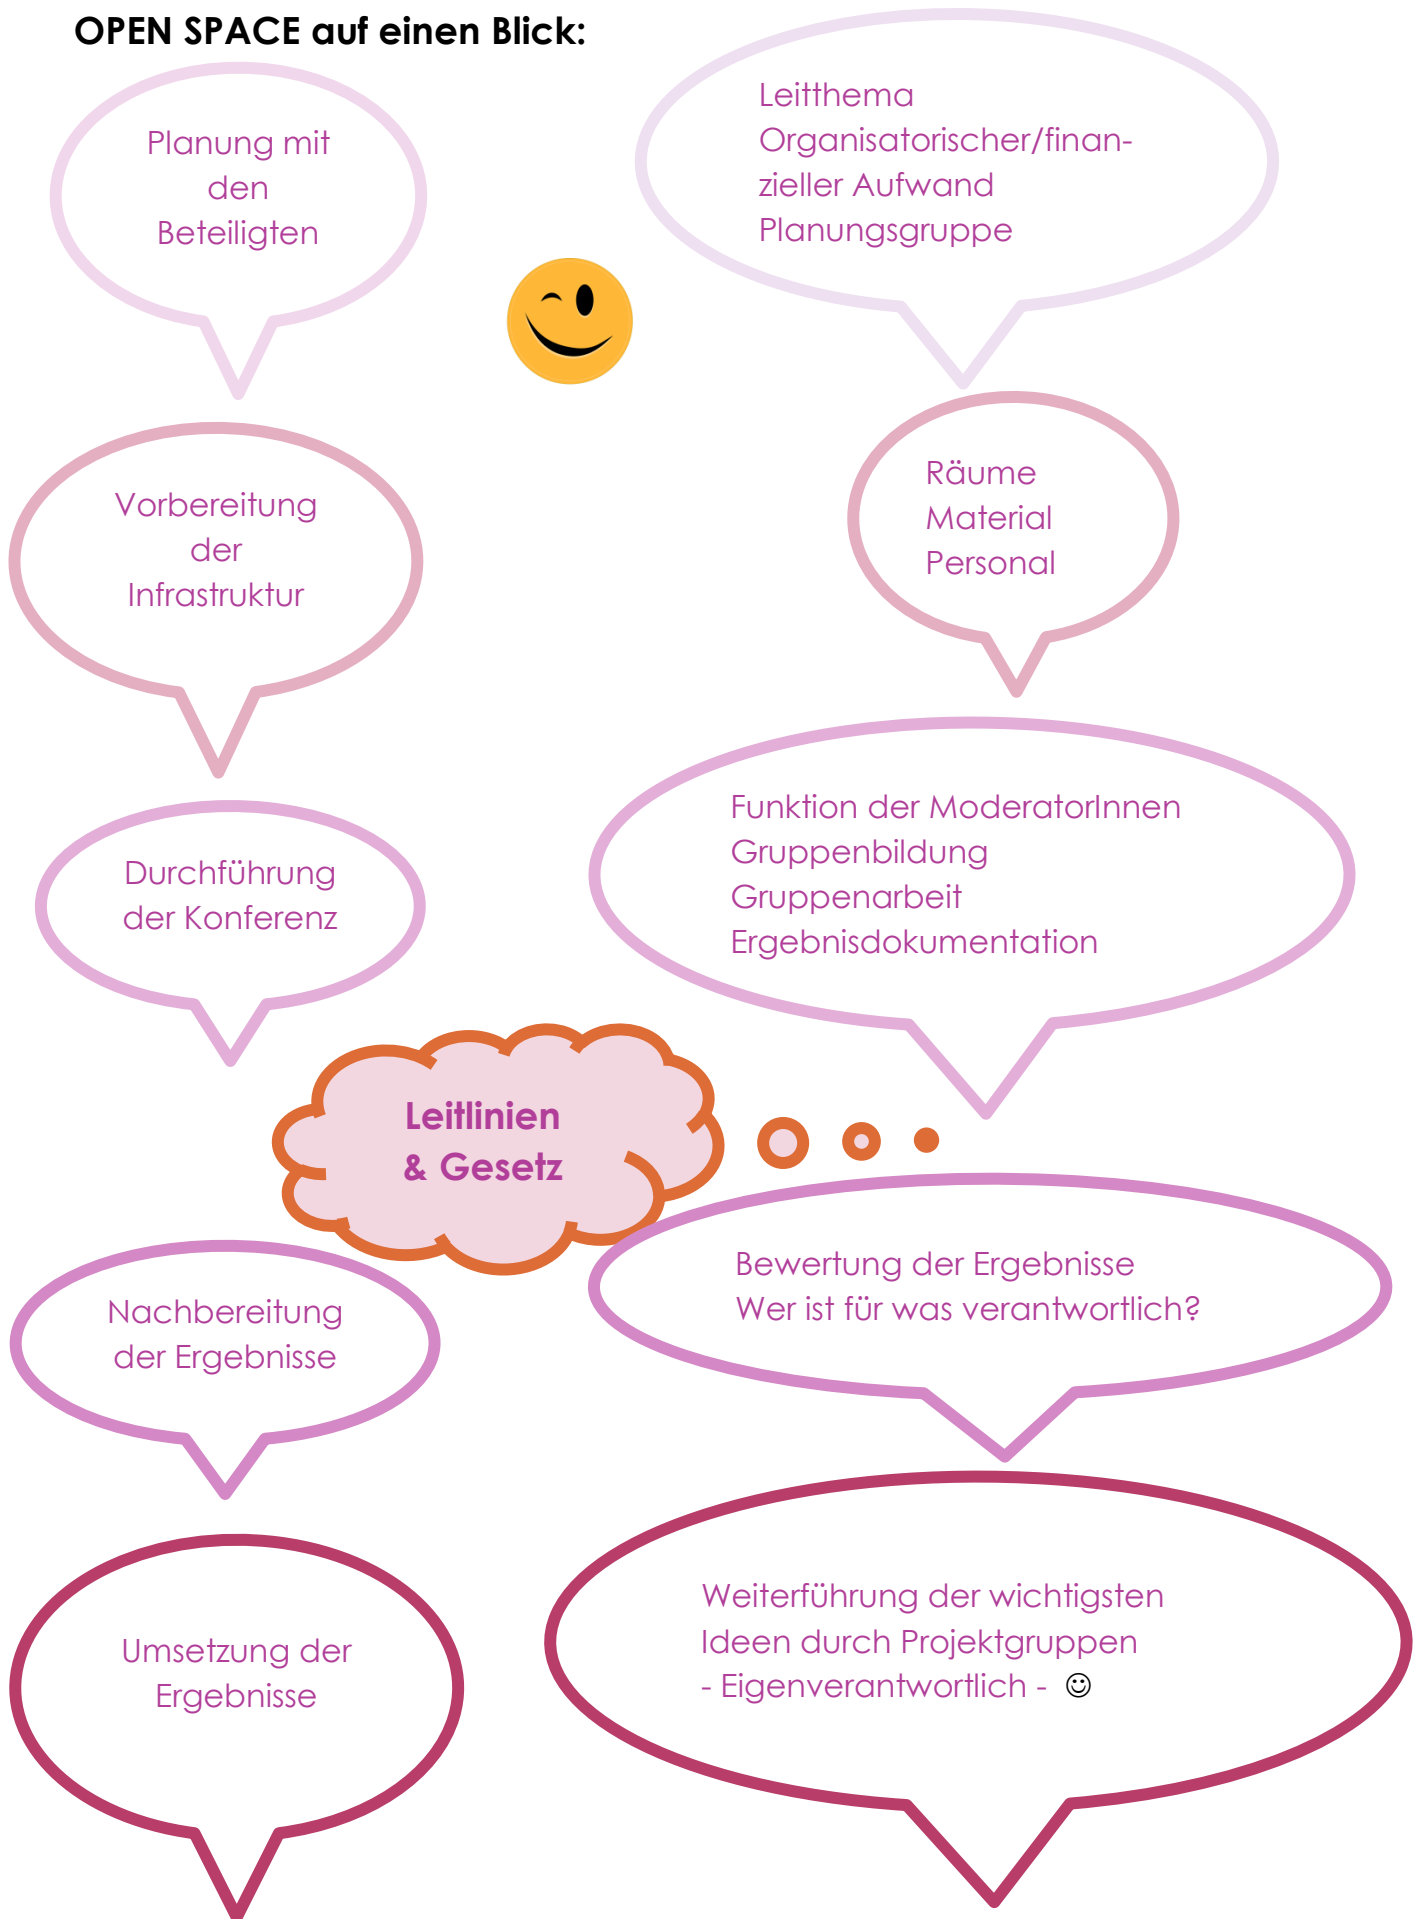 OPEN SPACE auf einen Blick:
Planung mit
den
Beteiligten
Leitthema
Organisatorischer/finan-
zieller Aufwand
Planungsgruppe
Vorbereitung
der
Infrastruktur
Räume
Material
Personal
Durchführung
der Konferenz
Funktion der ModeratorInnen
Gruppenbildung
Gruppenarbeit
Ergebnisdokumentation
Leitlinien
& Gesetz
Nachbereitung
der Ergebnisse
Bewertung der Ergebnisse
Wer ist für was verantwortlich?
Umsetzung der
Ergebnisse
Weiterführung der wichtigsten
Ideen durch Projektgruppen
- Eigenverantwortlich - ☺